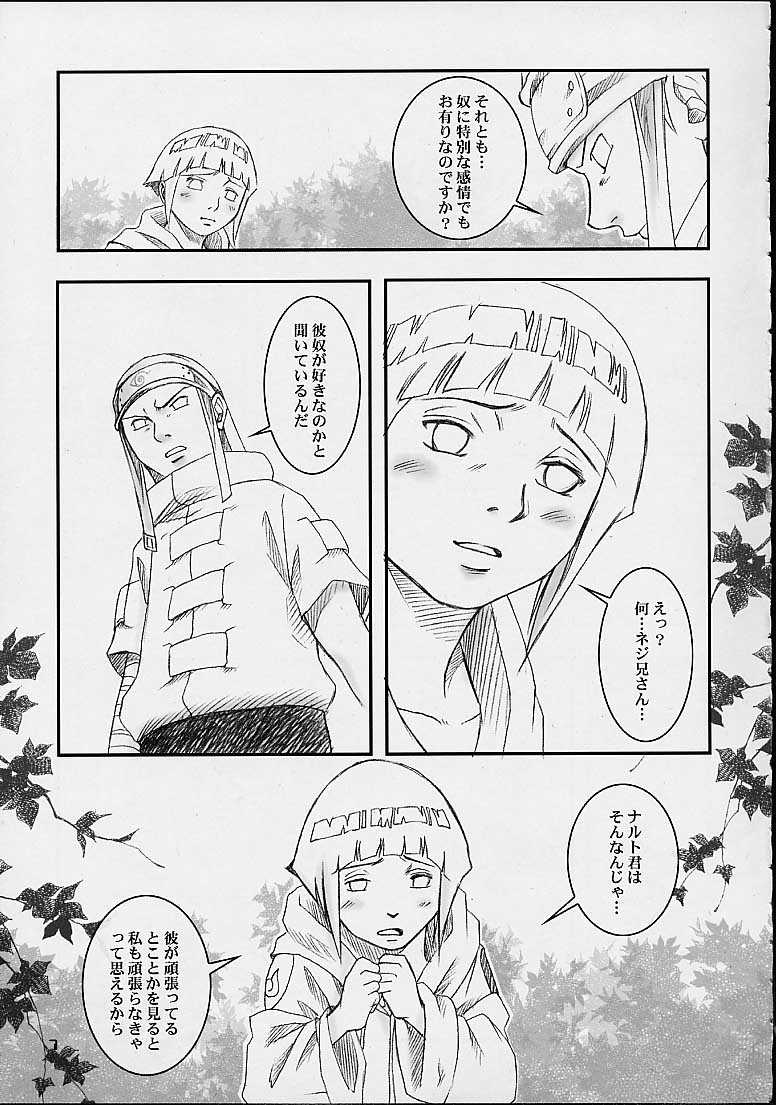 それとも…
奴に特別な感情でも
お有りなのですか？
えっ？
何…ネジ兄さん…
彼奴が好きなのかと
聞いているんだ
ナルト君は
そんなんじゃ…
彼が頑張ってる
とことかを見ると
私も頑張らなきゃ
って思えるから
7